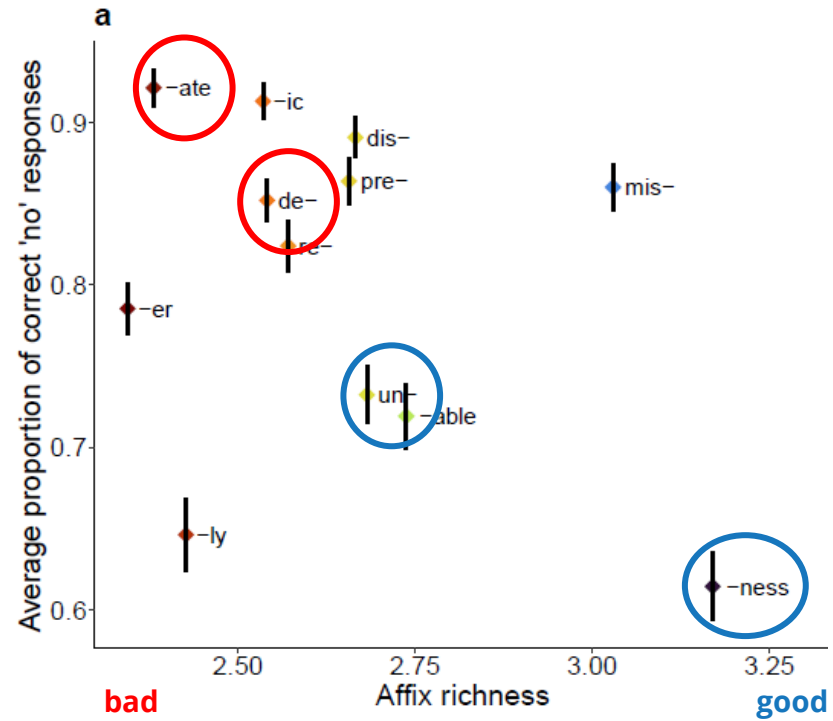 a
Average proportion of correct 'no' responses
0.9
0.8
0.7
0.6
−ate
−ic
dis−
pre−
mis−
de−
re−
−er
un−
−able
−ly
−ness
2.50 2.75 3.00 3.25
bad Affix richness good